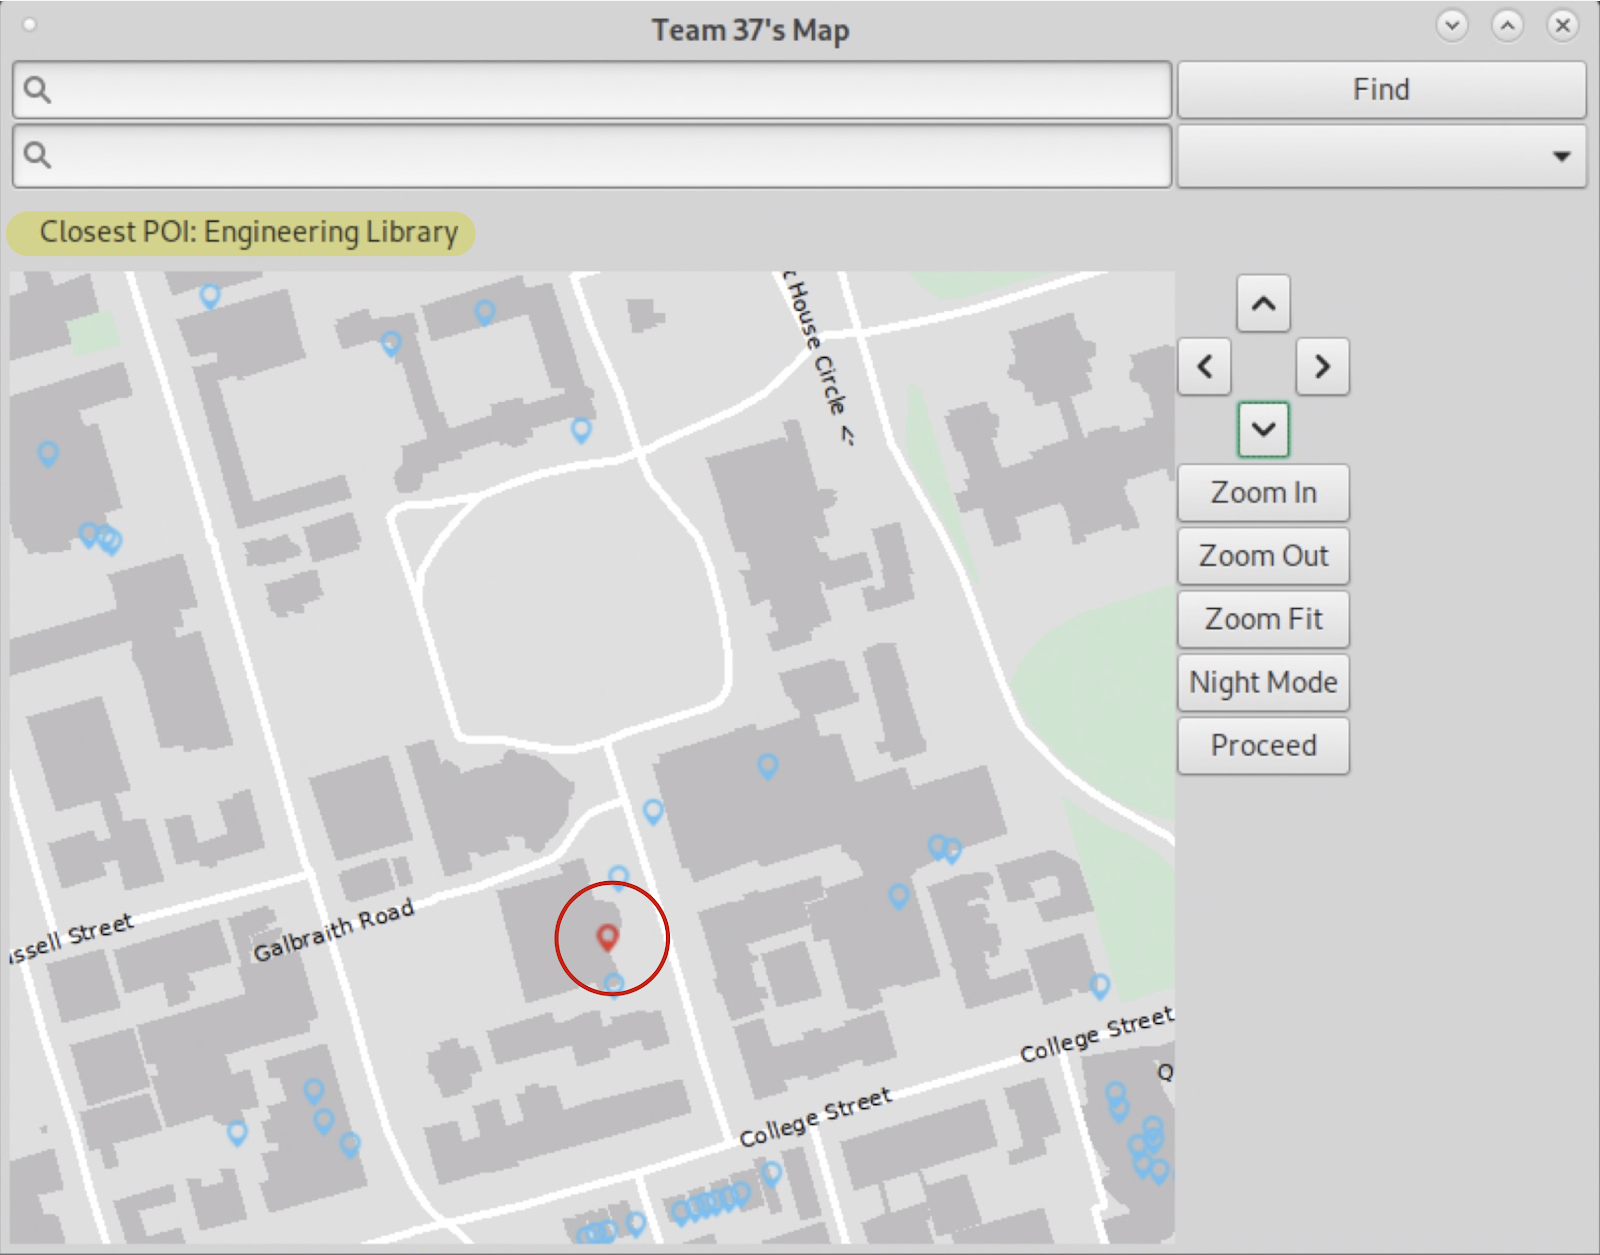 Team 37's Map
Find
Closest POI: Engineering Library
House Circle <-
Zoom In
Zoom Out
Zoom Fit
Night Mode
Proceed
Galbraith Road
Street
College Street
College Street
Q